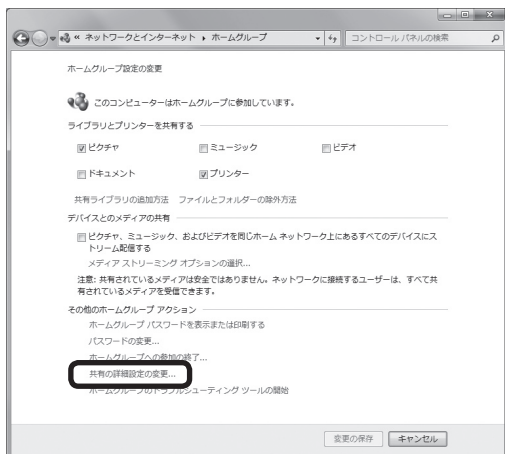 « ネットワークとインターネット ▸ ホームグループ コントロール パネルの検索
ホームグループ設定の変更
このコンピューターはホームグループに参加しています。
ライブラリとプリンターを共有する
ピクチャ ミュージック ビデオ
ドキュメント プリンター
共有ライブラリの追加方法 ファイルとフォルダーの除外方法
デバイスとのメディアの共有
ピクチャ、ミュージック、およびビデオを同じホーム ネットワーク上にあるすべてのデバイスにス
トリーム配信する
メディア ストリーミング オプションの選択...
注意: 共有されているメディアは安全ではありません。ネットワークに接続するユーザーは、すべて共
有されているメディアを受信できます。
その他のホームグループ アクション
ホームグループ パスワードを表示または印刷する
パスワードの変更...
ホームグループへの参加の終了...
共有の詳細設定の変更...
ホームグループのトラブルシューティング ツールの開始
変更の保存 キャンセル